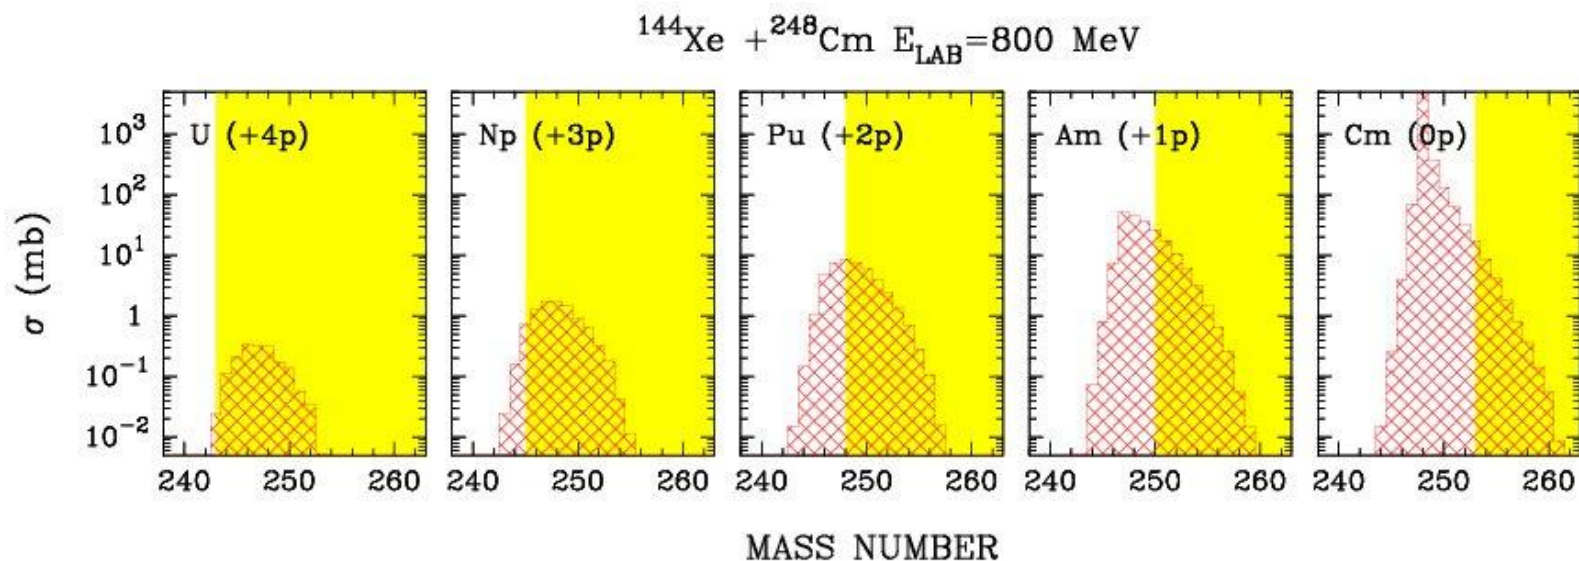 ¹⁴⁴Xe +²⁴⁸Cm E_LAB=800 MeV
U (+4p) Np (+3p) Pu (+2p) Am (+1p) Cm (0p)
σ (mb)
10³
10²
10¹
1
10⁻¹
10⁻²
240 250 260 240 250 260 240 250 260 240 250 260 240 250 260
MASS NUMBER